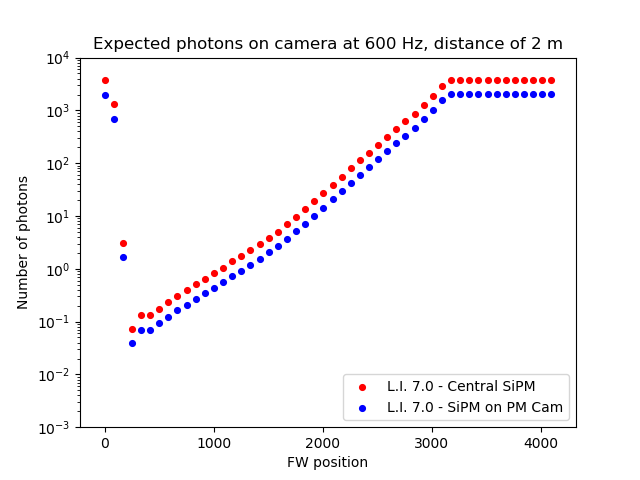 Expected photons on camera at 600 Hz, distance of 2 m
Number of photons
10⁴
10³
10²
10¹
10⁰
10⁻¹
10⁻²
10⁻³
L.I. 7.0 - Central SiPM
L.I. 7.0 - SiPM on PM Cam
0 1000 2000 3000 4000
FW position